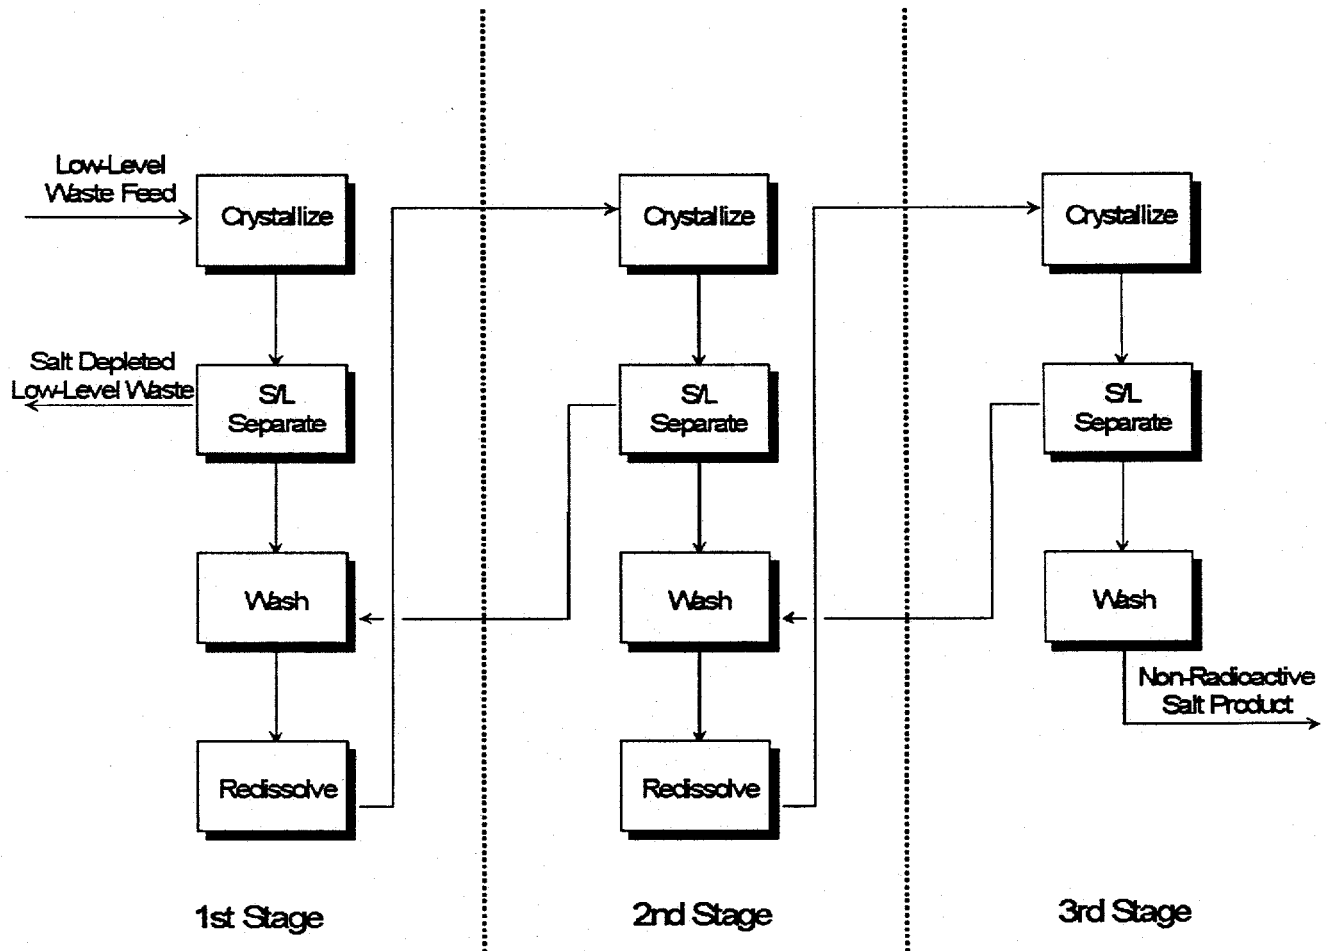 Low-Level
Waste Feed
Crystallize
Salt Depleted
Low-Level Waste
S/L
Separate
Wash
Redissolve
1st Stage
Crystallize
S/L
Separate
Wash
Redissolve
2nd Stage
Crystallize
S/L
Separate
Wash
Non-Radioactive
Salt Product
3rd Stage